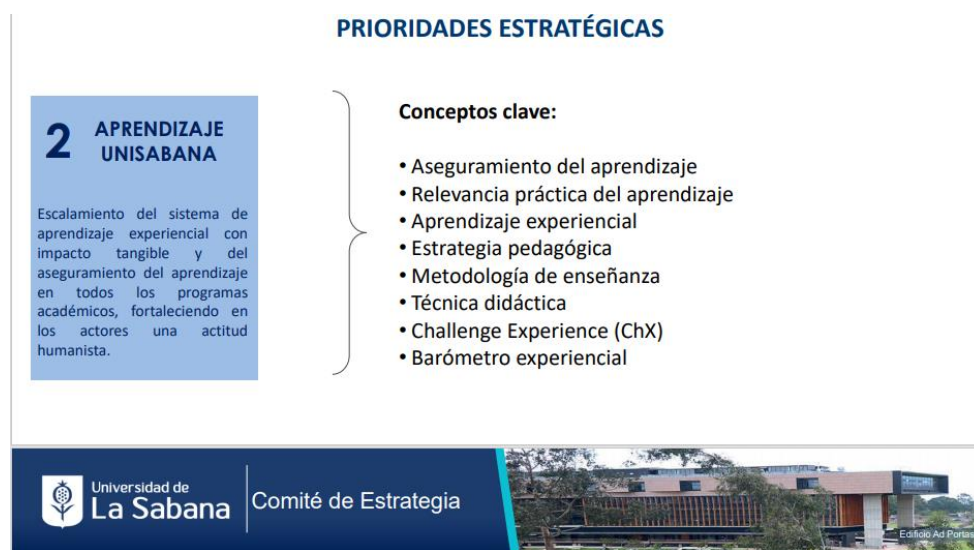 PRIORIDADES ESTRATÉGICAS
2
APRENDIZAJE
UNISABANA
Escalamiento del sistema de
aprendizaje experiencial con
impacto tangible y del
aseguramiento del aprendizaje
en todos los programas
académicos, fortaleciendo en
los actores una actitud
humanista.
Conceptos clave:
• Aseguramiento del aprendizaje
• Relevancia práctica del aprendizaje
• Aprendizaje experiencial
• Estrategia pedagógica
• Metodología de enseñanza
• Técnica didáctica
• Challenge Experience (ChX)
• Barómetro experiencial
Universidad de
La Sabana
Comité de Estrategia
Edificio Ad Portas